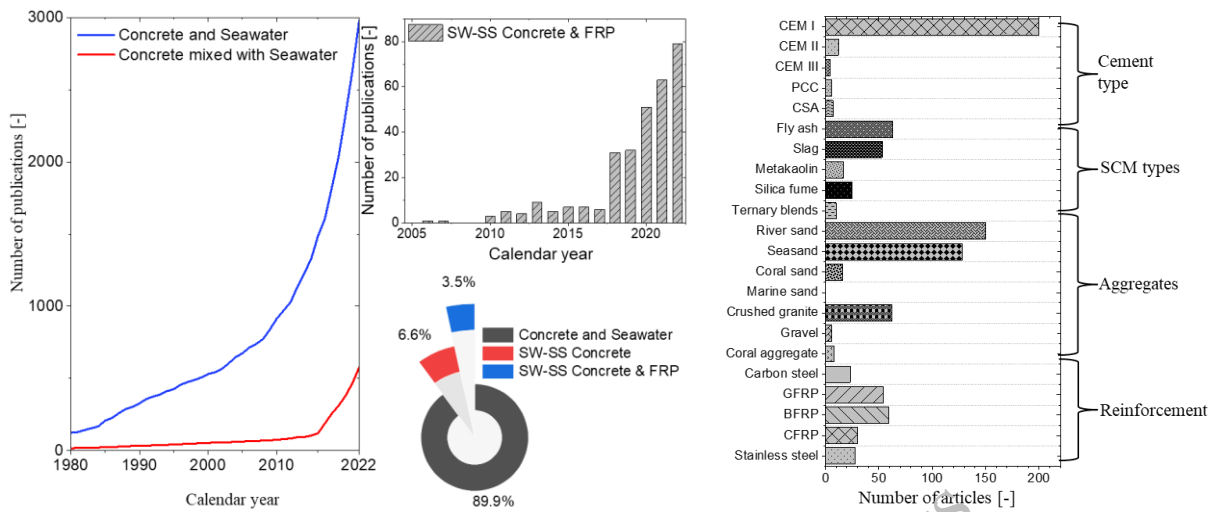 3000
2000
1000
0
Number of publications [-]
Concrete and Seawater
Concrete mixed with Seawater
1980
1990
2000
2010
2022
Calendar year
80
60
40
20
0
Number of publications [-]
SW-SS Concrete & FRP
2005
2010
2015
2020
Calendar year
3.5%
6.6%
89.9%
Concrete and Seawater
SW-SS Concrete
SW-SS Concrete & FRP
CEM I
CEM II
CEM III
PCC
CSA
Fly ash
Slag
Metakaolin
Silica fume
Ternary blends
River sand
Seasand
Coral sand
Marine sand
Crushed granite
Gravel
Coral aggregate
Carbon steel
GFRP
BFRP
CFRP
Stainless steel
0
50
100
150
200
Number of articles [-]
Cement
type
SCM types
Aggregates
Reinforcement